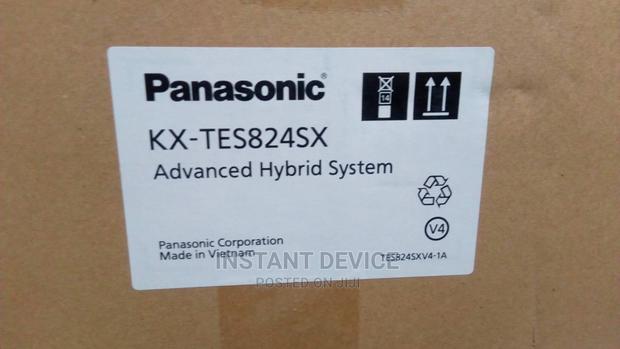 Panasonic®
14
KX-TES824SX
Advanced Hybrid System
V4
Panasonic Corporation
Made in Vietnam
TES824SXV4-1A
INSTANT DEVICE
POSTED ON JIJI